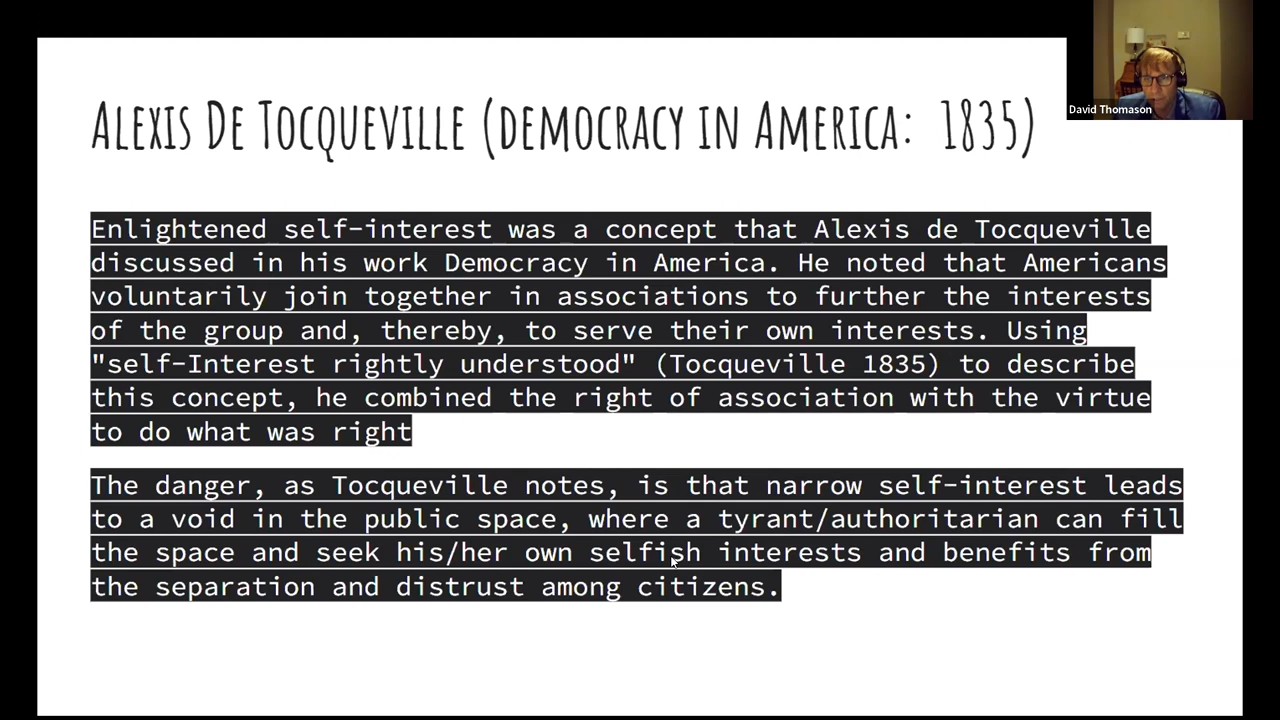 ALEXIS DE TOCQUEVILLE (DEMOCRACY IN AMERICA: 1835)
David Thomason
Enlightened self-interest was a concept that Alexis de Tocqueville
discussed in his work Democracy in America. He noted that Americans
voluntarily join together in associations to further the interests
of the group and, thereby, to serve their own interests. Using
"self-Interest rightly understood" (Tocqueville 1835) to describe
this concept, he combined the right of association with the virtue
to do what was right
The danger, as Tocqueville notes, is that narrow self-interest leads
to a void in the public space, where a tyrant/authoritarian can fill
the space and seek his/her own selfish interests and benefits from
the separation and distrust among citizens.